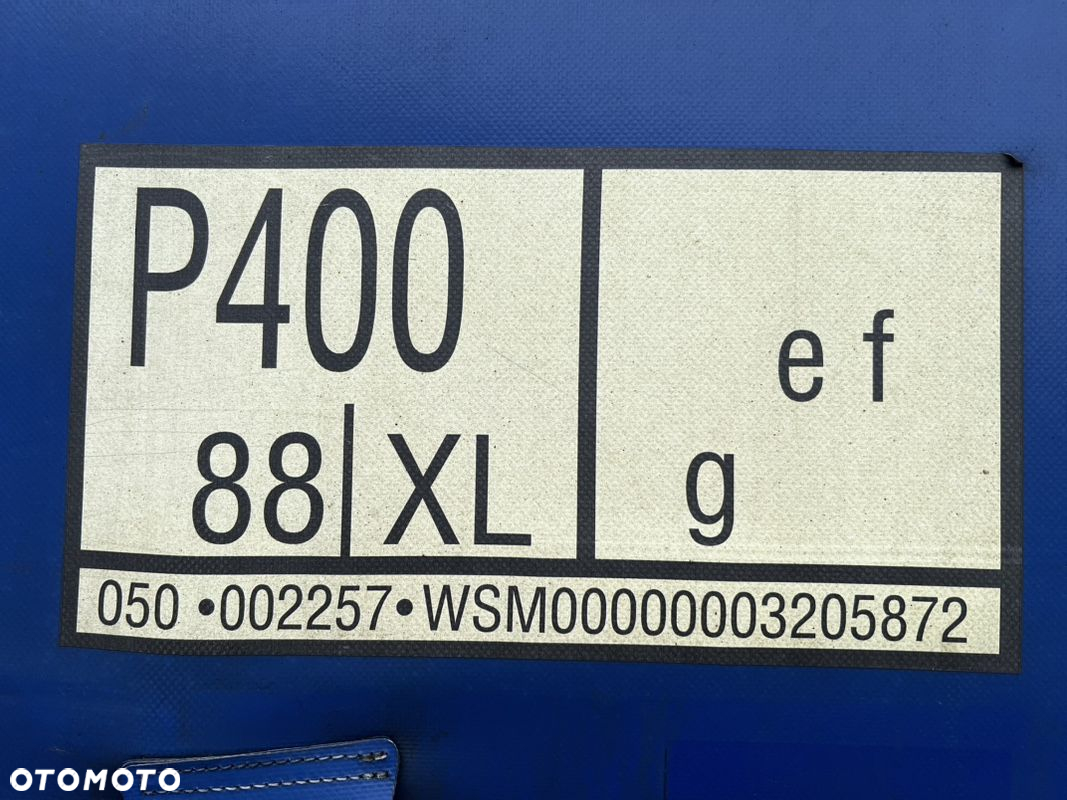 P400
88 XL
e f
g
050 •002257•WSM00000003205872
OTOMOTO